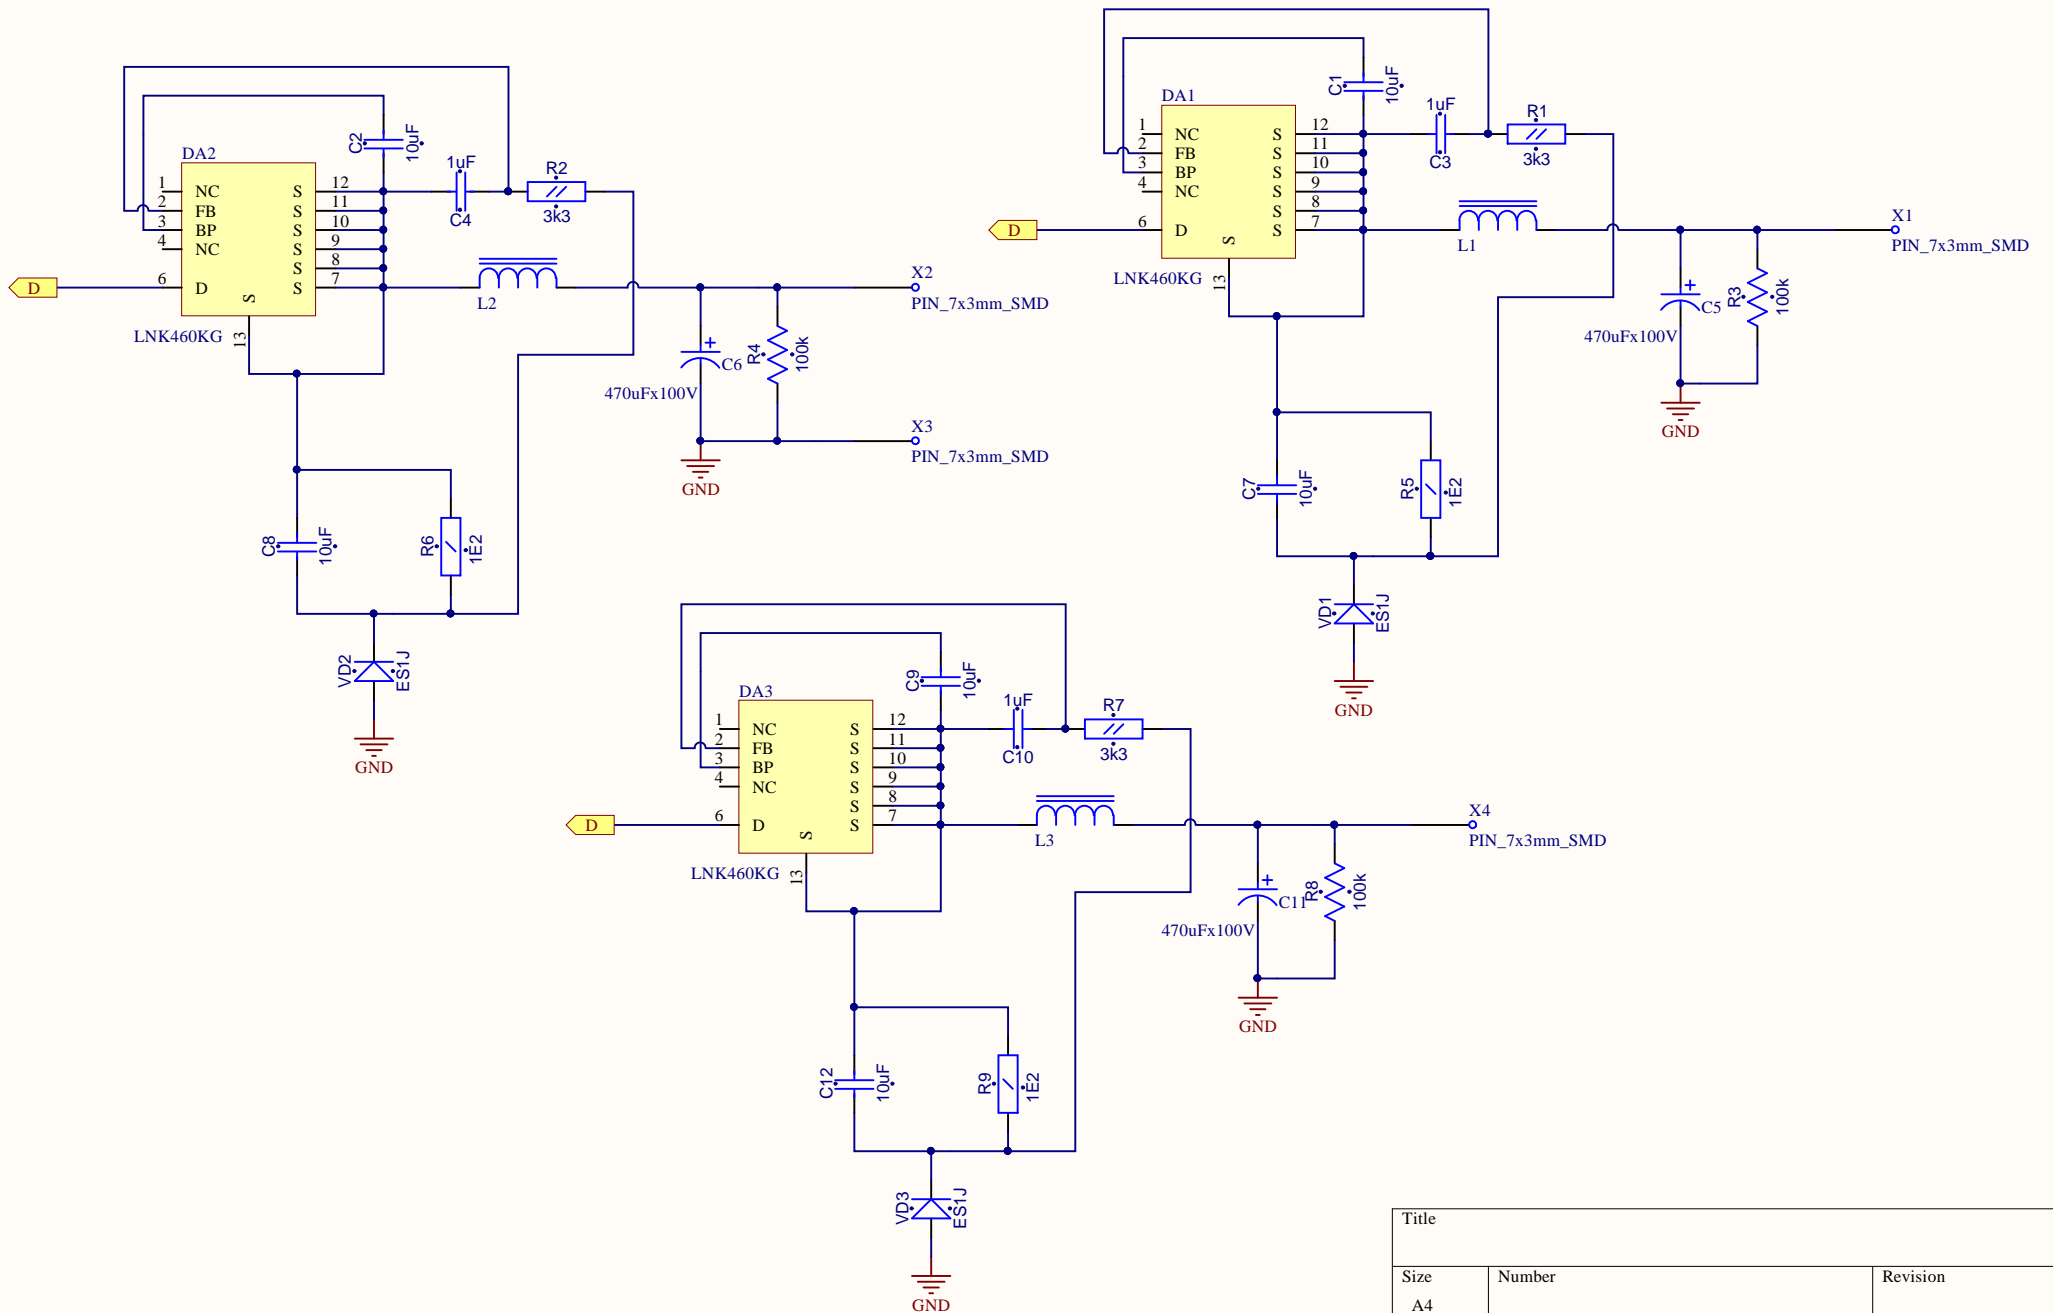 DA2
LNK460KG
1 NC
2 FB
3 BP
4 NC
6 D
S 12
S 11
S 10
S 9
S 8
S 7
S 13
D
C2 10uF
1uF
C4
R2
3k3
L2
X2
PIN_7x3mm_SMD
C6
470uFx100V
R4 100k
X3
PIN_7x3mm_SMD
GND
C8 10uF
R6 1E2
VD2 ES1J
GND
DA1
LNK460KG
1 NC
2 FB
3 BP
4 NC
6 D
S 12
S 11
S 10
S 9
S 8
S 7
S 13
D
C1 10uF
1uF
C3
R1
3k3
L1
X1
PIN_7x3mm_SMD
C5
470uFx100V
R3 100k
GND
C7 10uF
R5 1E2
VD1 ES1J
GND
DA3
LNK460KG
1 NC
2 FB
3 BP
4 NC
6 D
S 12
S 11
S 10
S 9
S 8
S 7
S 13
D
C9 10uF
1uF
C10
R7
3k3
L3
X4
PIN_7x3mm_SMD
C11
470uFx100V
R8 100k
GND
C12 10uF
R9 1E2
VD3 ES1J
GND
Title
Size Number Revision
A4